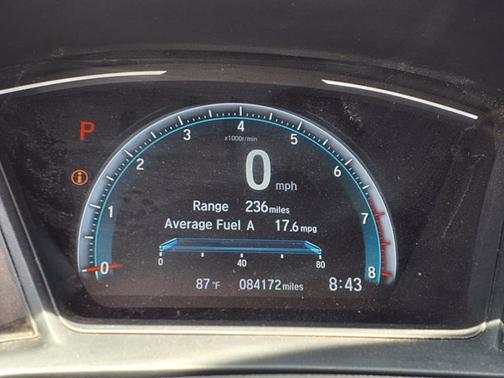 P
0 1 2 3 4 5 6 7 8
x1000r/min
0 mph
Range 236 miles
Average Fuel A 17.6 mpg
0 40 80
87 °F 084172 miles 8:43